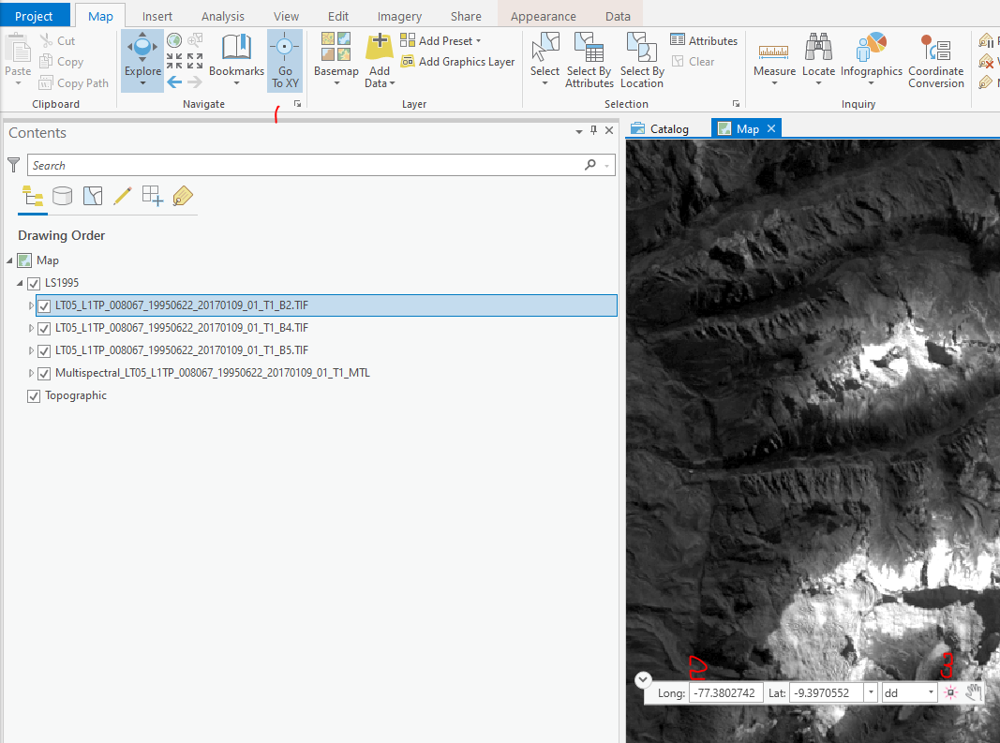 Project Map Insert Analysis View Edit Imagery Share Appearance Data
Paste
Cut
Copy
Copy Path
Clipboard
Explore
Bookmarks
Go
To XY
Navigate
Basemap
Add
Data
Add Preset
Add Graphics Layer
Layer
Select
Select By
Attributes
Select By
Location
Attributes
Clear
Selection
Measure
Locate
Infographics
Coordinate
Conversion
Inquiry
1
Contents
Search
Drawing Order
Map
LS1995
LT05_L1TP_008067_19950622_20170109_01_T1_B2.TIF
LT05_L1TP_008067_19950622_20170109_01_T1_B4.TIF
LT05_L1TP_008067_19950622_20170109_01_T1_B5.TIF
Multispectral_LT05_L1TP_008067_19950622_20170109_01_T1_MTL
Topographic
Catalog Map
2 3
Long: -77.3802742 Lat: -9.3970552 dd